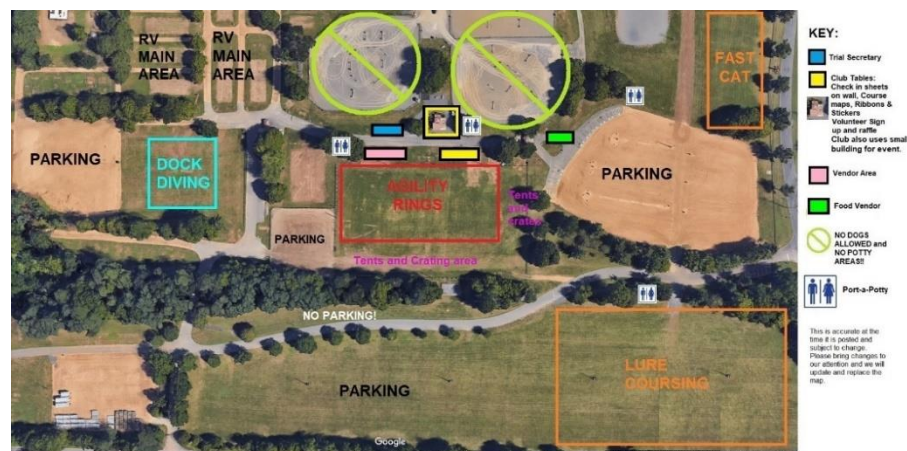 RV
MAIN
AREA
RV
MAIN
AREA
FAST
CAT
PARKING
DOCK
DIVING
AGILITY
RINGS
Tents
and
crates
PARKING
PARKING
Tents and Crating area
NO PARKING!
PARKING
LURE
COURSING
Google
KEY:
Trial Secretary
Club Tables:
Check in sheets
on wall, Course
maps, Ribbons &
Stickers
Volunteer Sign
up and raffle
Club also uses smal
building for event.
Vendor Area
Food Vendor
NO DOGS
ALLOWED and
NO POTTY
AREAS!!
Port-a-Potty
This is accurate at the
time it is posted and
subject to change.
Please bring changes to
our attention and we will
update and replace the
map.